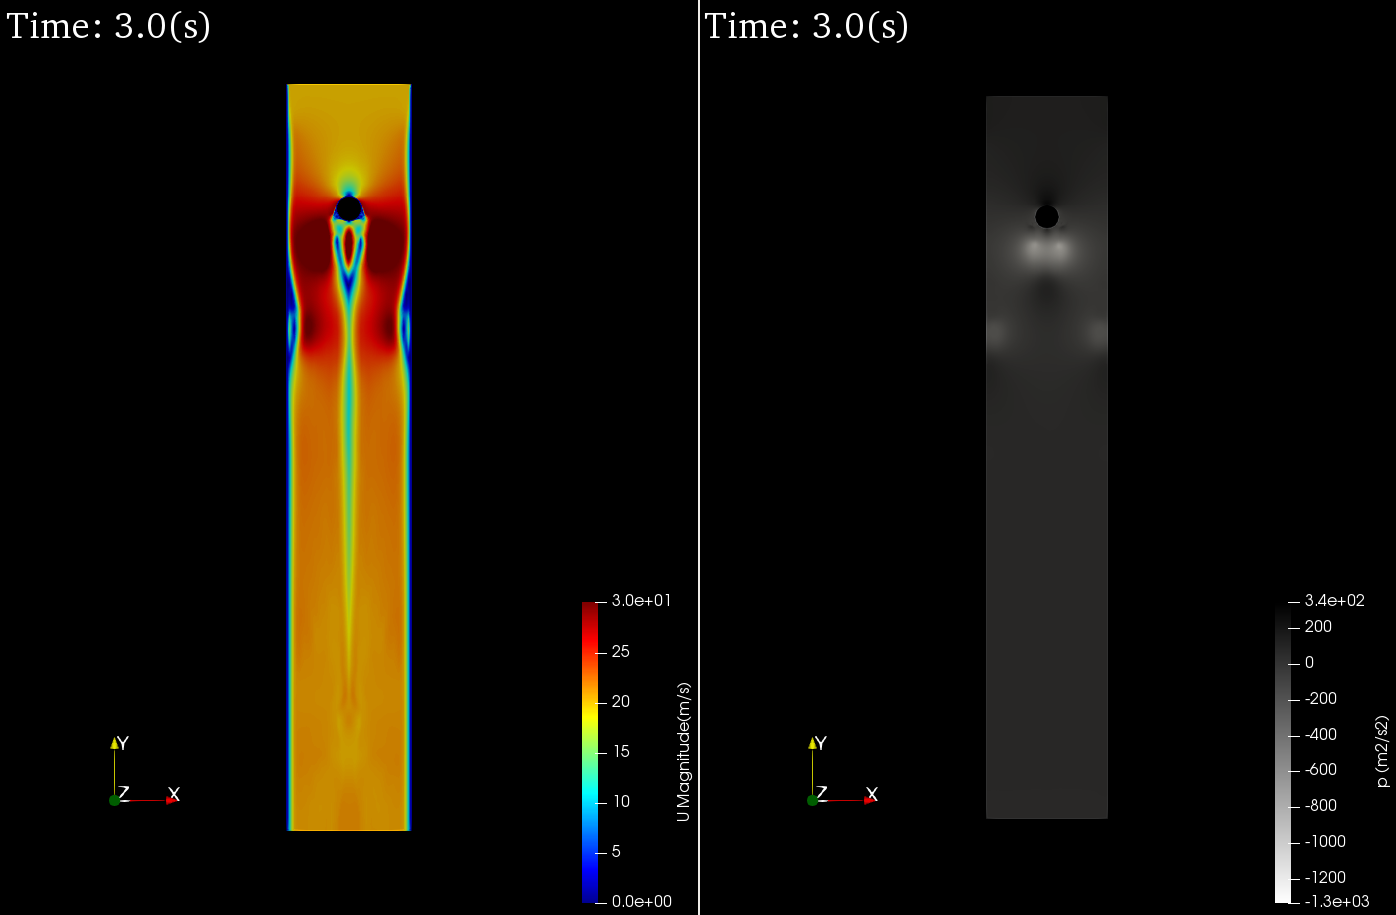 Time: 3.0(s)
3.0e+01
25
20
15
10
5
0.0e+00
U Magnitude(m/s)
Y
Z
X
Time: 3.0(s)
3.4e+02
200
0
-200
-400
-600
-800
-1000
-1200
-1.3e+03
p (m2/s2)
Y
Z
X